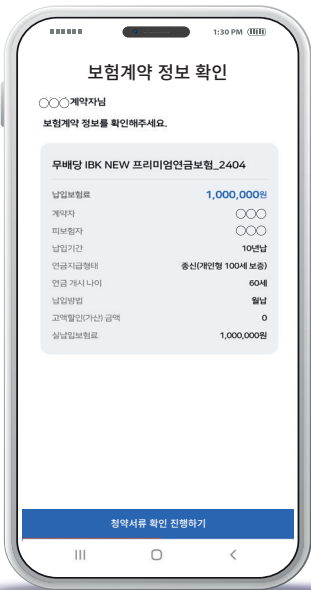 1:30 PM
보험계약 정보 확인
○○○계약자님
보험계약 정보를 확인해주세요.
무배당 IBK NEW 프리미엄연금보험_2404
납입보험료 1,000,000원
계약자 ○○○
피보험자 ○○○
납입기간 10년납
연금지급형태 종신(개인형 100세 보증)
연금 개시 나이 60세
납입방법 월납
고액할인(가산) 금액 0
실납입보험료 1,000,000원
청약서류 확인 진행하기